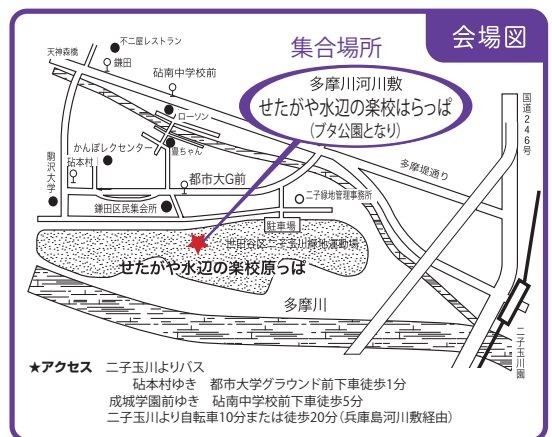 会場図
集合場所
多摩川河川敷
せたがや水辺の楽校はらっぱ
(ブタ公園となり)
不二屋レストラン
天神森橋
鎌田
砧南中学校前
ローソン
豊ちゃん
かんぽレクセンター
砧本村
駒沢大学
都市大G前
鎌田区民集会所
二子緑地管理事務所
駐車場
世田谷区二子玉川緑地運動場
せたがや水辺の楽校原っぱ
多摩堤通り
国道246号
多摩川
二子玉川園
★アクセス 二子玉川よりバス
砧本村ゆき 都市大学グラウンド前下車徒歩1分
成城学園前ゆき 砧南中学校前下車徒歩5分
二子玉川より自転車10分または徒歩20分(兵庫島河川敷経由)